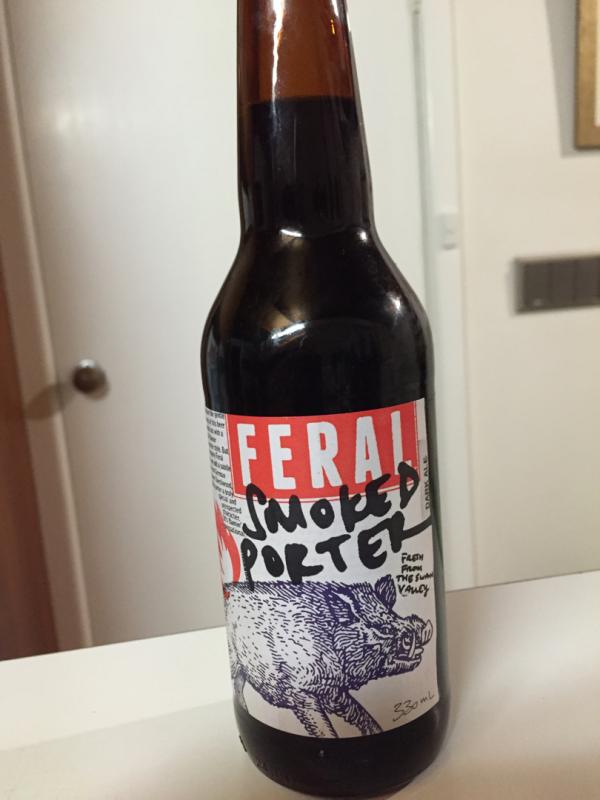 FERAL
SMOKED
PORTER
DARK ALE
FRESH
FROM
THE SWAN
VALLEY
330mL